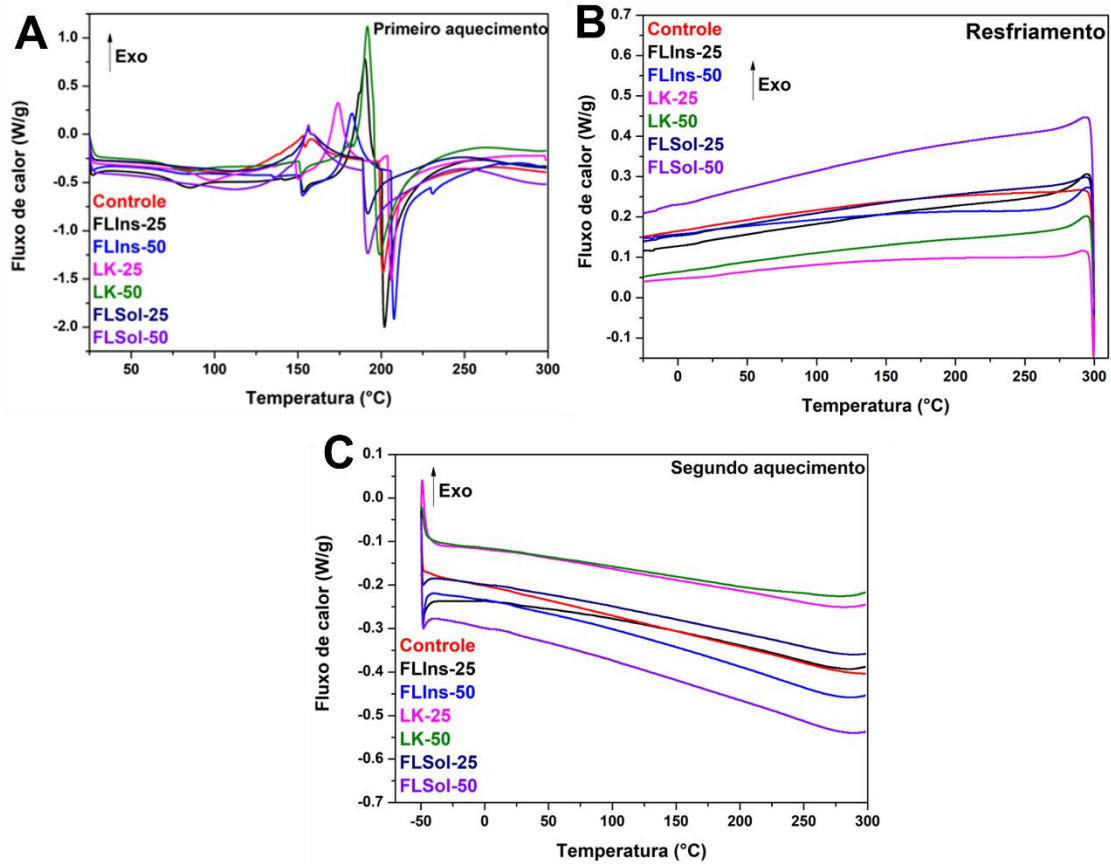 A
Primeiro aquecimento
Exo
Fluxo de calor (W/g)
1.0
0.5
0.0
-0.5
-1.0
-1.5
-2.0
Controle
FLIns-25
FLIns-50
LK-25
LK-50
FLSol-25
FLSol-50
50
100
150
200
250
300
Temperatura (°C)
B
Resfriamento
Exo
Fluxo de calor (W/g)
0.7
0.6
0.5
0.4
0.3
0.2
0.1
0.0
-0.1
Controle
FLIns-25
FLIns-50
LK-25
LK-50
FLSol-25
FLSol-50
0
50
100
150
200
250
300
Temperatura (°C)
C
Segundo aquecimento
Exo
Fluxo de calor (W/g)
0.1
0.0
-0.1
-0.2
-0.3
-0.4
-0.5
-0.6
-0.7
Controle
FLIns-25
FLIns-50
LK-25
LK-50
FLSol-25
FLSol-50
-50
0
50
100
150
200
250
300
Temperatura (°C)